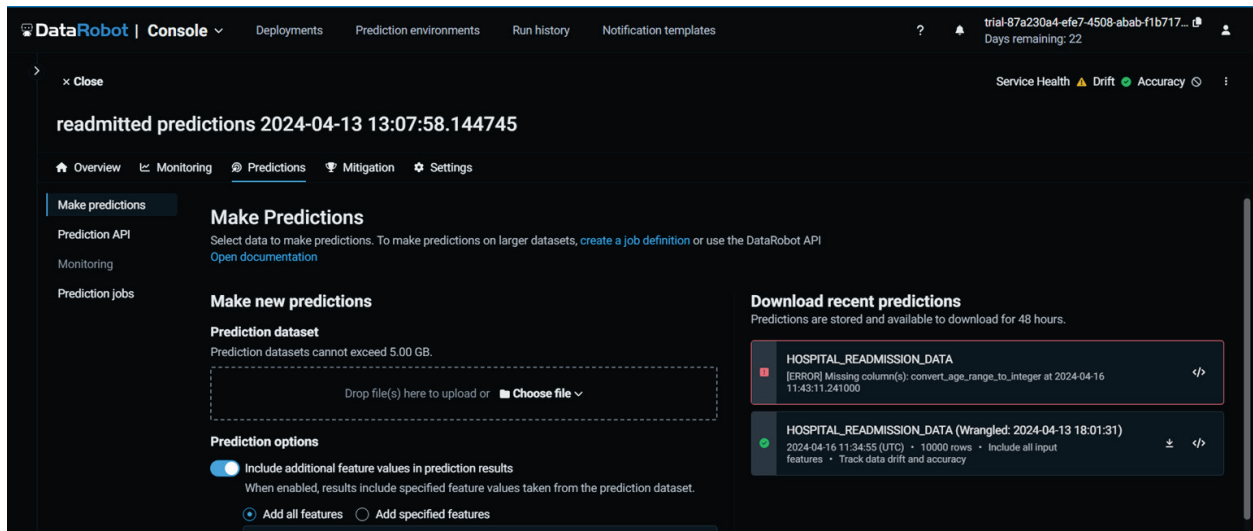 DataRobot | Console
Deployments
Prediction environments
Run history
Notification templates
?
trial-87a230a4-efe7-4508-abab-f1b717...
Days remaining: 22
× Close
Service Health
Drift
Accuracy
readmitted predictions 2024-04-13 13:07:58.144745
Overview
Monitoring
Predictions
Mitigation
Settings
Make predictions
Prediction API
Monitoring
Prediction jobs
Make Predictions
Select data to make predictions. To make predictions on larger datasets, create a job definition or use the DataRobot API
Open documentation
Make new predictions
Prediction dataset
Prediction datasets cannot exceed 5.00 GB.
Drop file(s) here to upload or Choose file
Prediction options
Include additional feature values in prediction results
When enabled, results include specified feature values taken from the prediction dataset.
Add all features
Add specified features
Download recent predictions
Predictions are stored and available to download for 48 hours.
HOSPITAL_READMISSION_DATA
[ERROR] Missing column(s): convert_age_range_to_integer at 2024-04-16
11:43:11.241000
</>
HOSPITAL_READMISSION_DATA (Wrangled: 2024-04-13 18:01:31)
2024-04-16 11:34:55 (UTC) • 10000 rows • Include all input
features • Track data drift and accuracy
</>